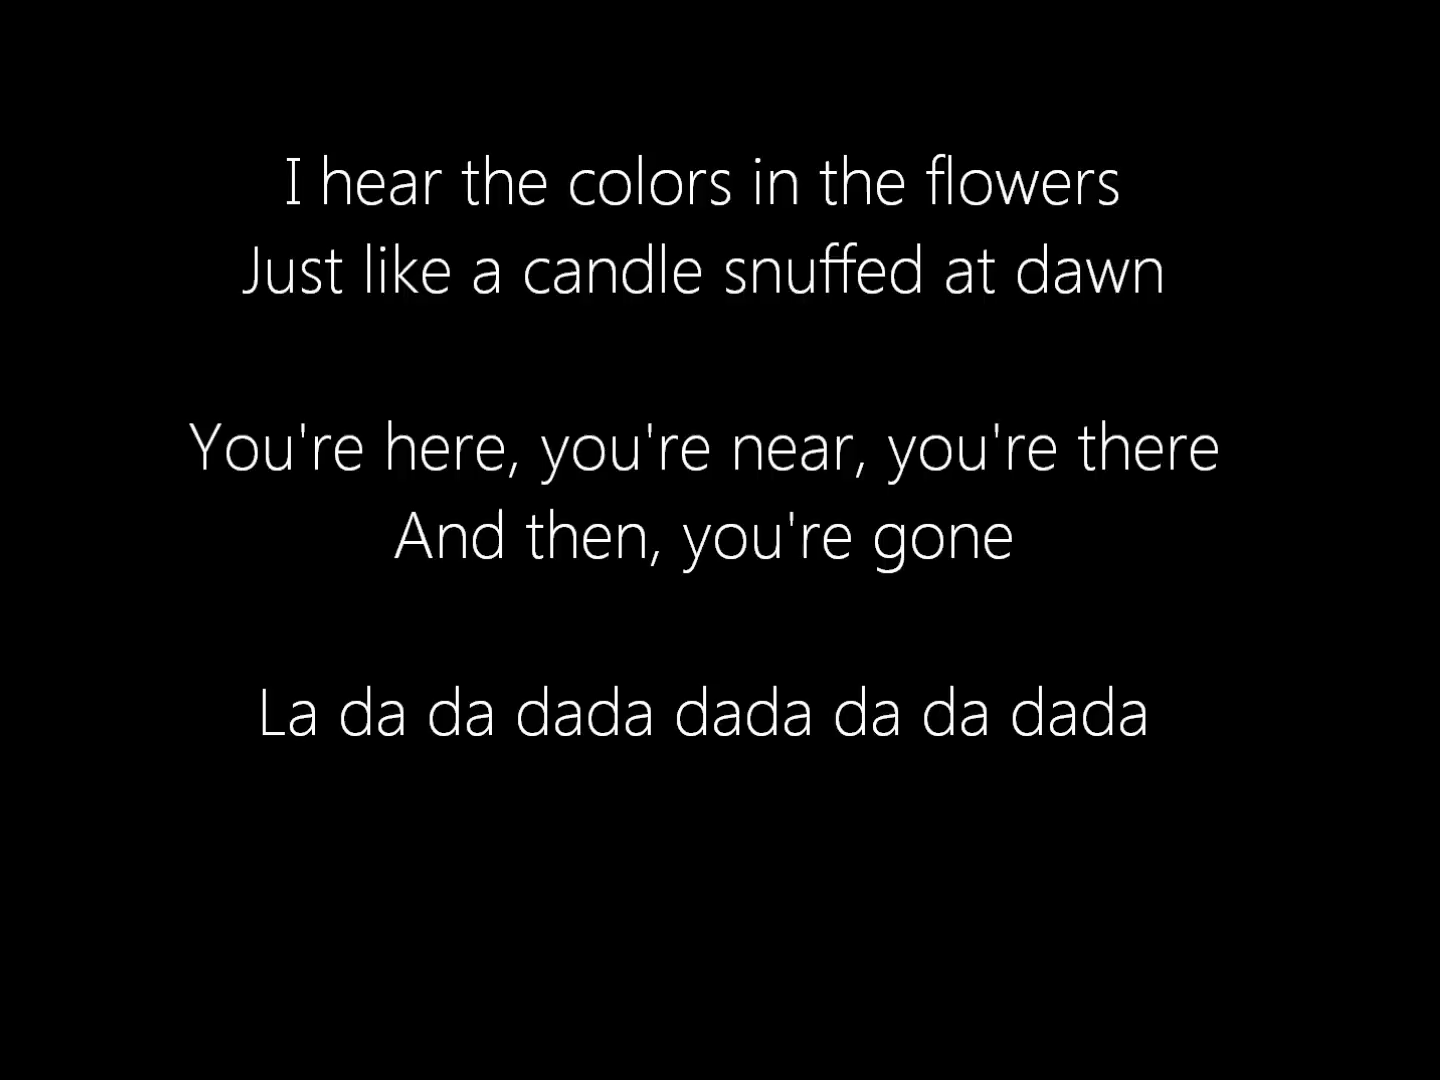 I hear the colors in the flowers
Just like a candle snuffed at dawn
You're here, you're near, you're there
And then, you're gone
La da da dada dada da da dada